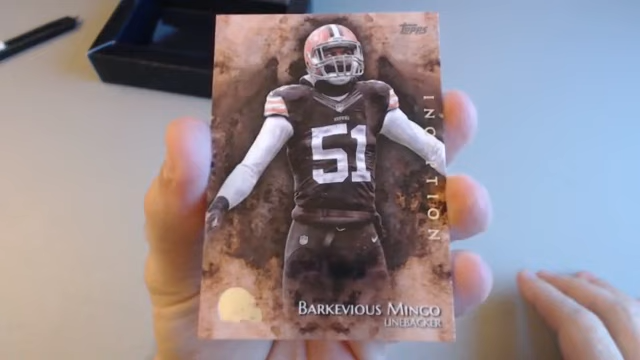 Topps
INCEPTION
51
BARKEVIOUS MINGO
LINEBACKER